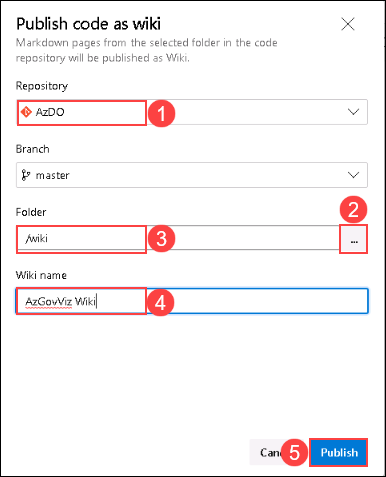 Publish code as wiki
Markdown pages from the selected folder in the code
repository will be published as Wiki.
Repository
AzDO
1
Branch
master
2
Folder
/wiki
3
...
Wiki name
AzGovViz Wiki
4
Can
5
Publish